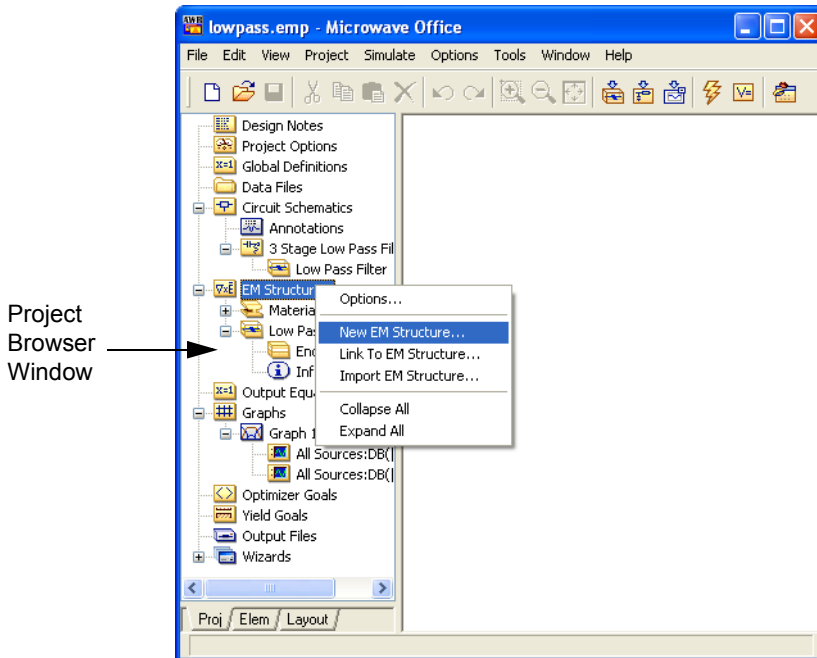 lowpass.emp - Microwave Office
File Edit View Project Simulate Options Tools Window Help
Design Notes
Project Options
Global Definitions
Data Files
Circuit Schematics
Annotations
3 Stage Low Pass Fil
Low Pass Filter
EM Structur
Options...
Materia
New EM Structure...
Low Pas
Link To EM Structure...
Enc
Import EM Structure...
Inf
Output Equ
Collapse All
Graphs
Expand All
Graph 1
All Sources:DB(|
All Sources:DB(|
Optimizer Goals
Yield Goals
Output Files
Wizards
Proj Elem Layout
Project
Browser
Window